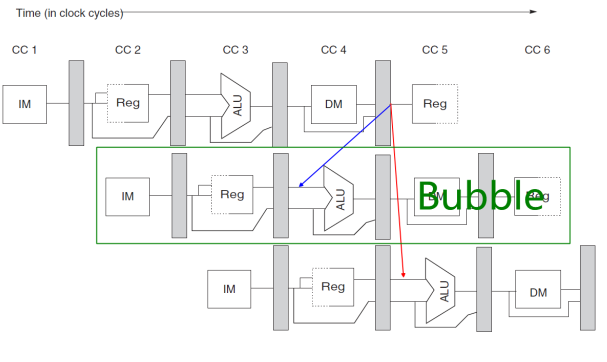 Time (in clock cycles)
CC 1 CC 2 CC 3 CC 4 CC 5 CC 6
IM Reg ALU DM Reg
IM Reg ALU DM Reg
Bubble
IM Reg ALU DM